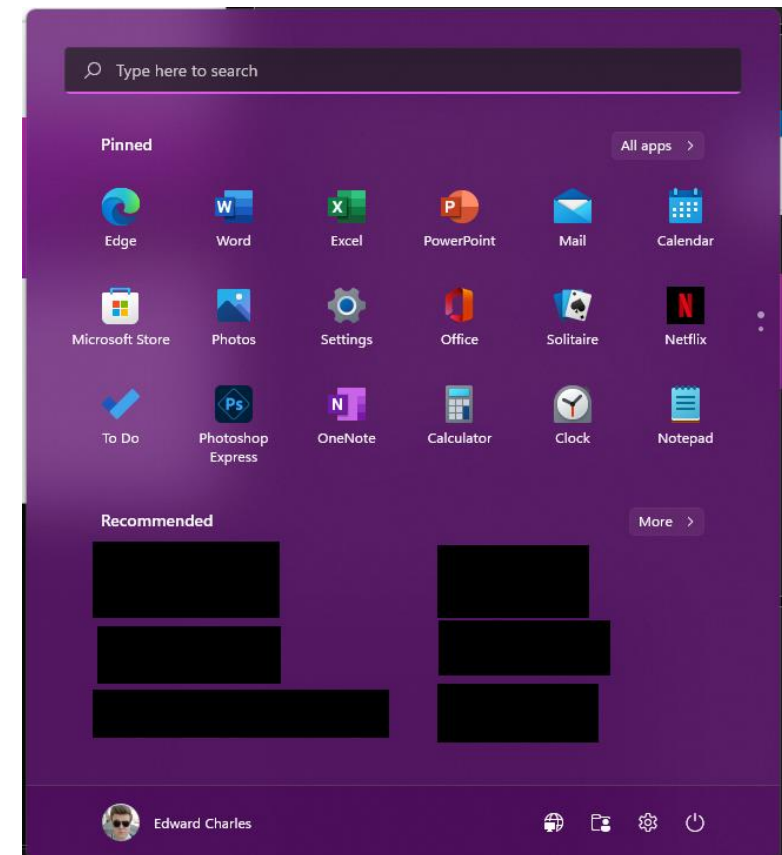 Type here to search
Pinned
All apps
Edge
Word
Excel
PowerPoint
Mail
Calendar
Microsoft Store
Photos
Settings
Office
Solitaire
Netflix
To Do
Photoshop
Express
OneNote
Calculator
Clock
Notepad
Recommended
More
Edward Charles